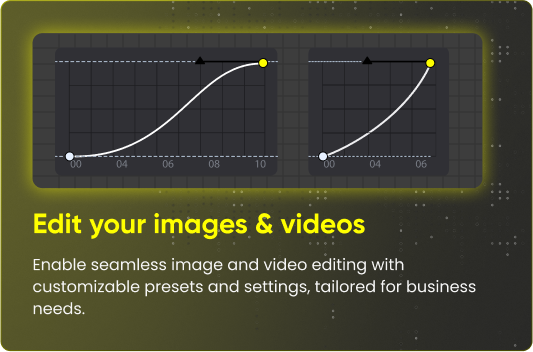 00 04 06 08 10
00 04 06
Edit your images & videos
Enable seamless image and video editing with
customizable presets and settings, tailored for business
needs.